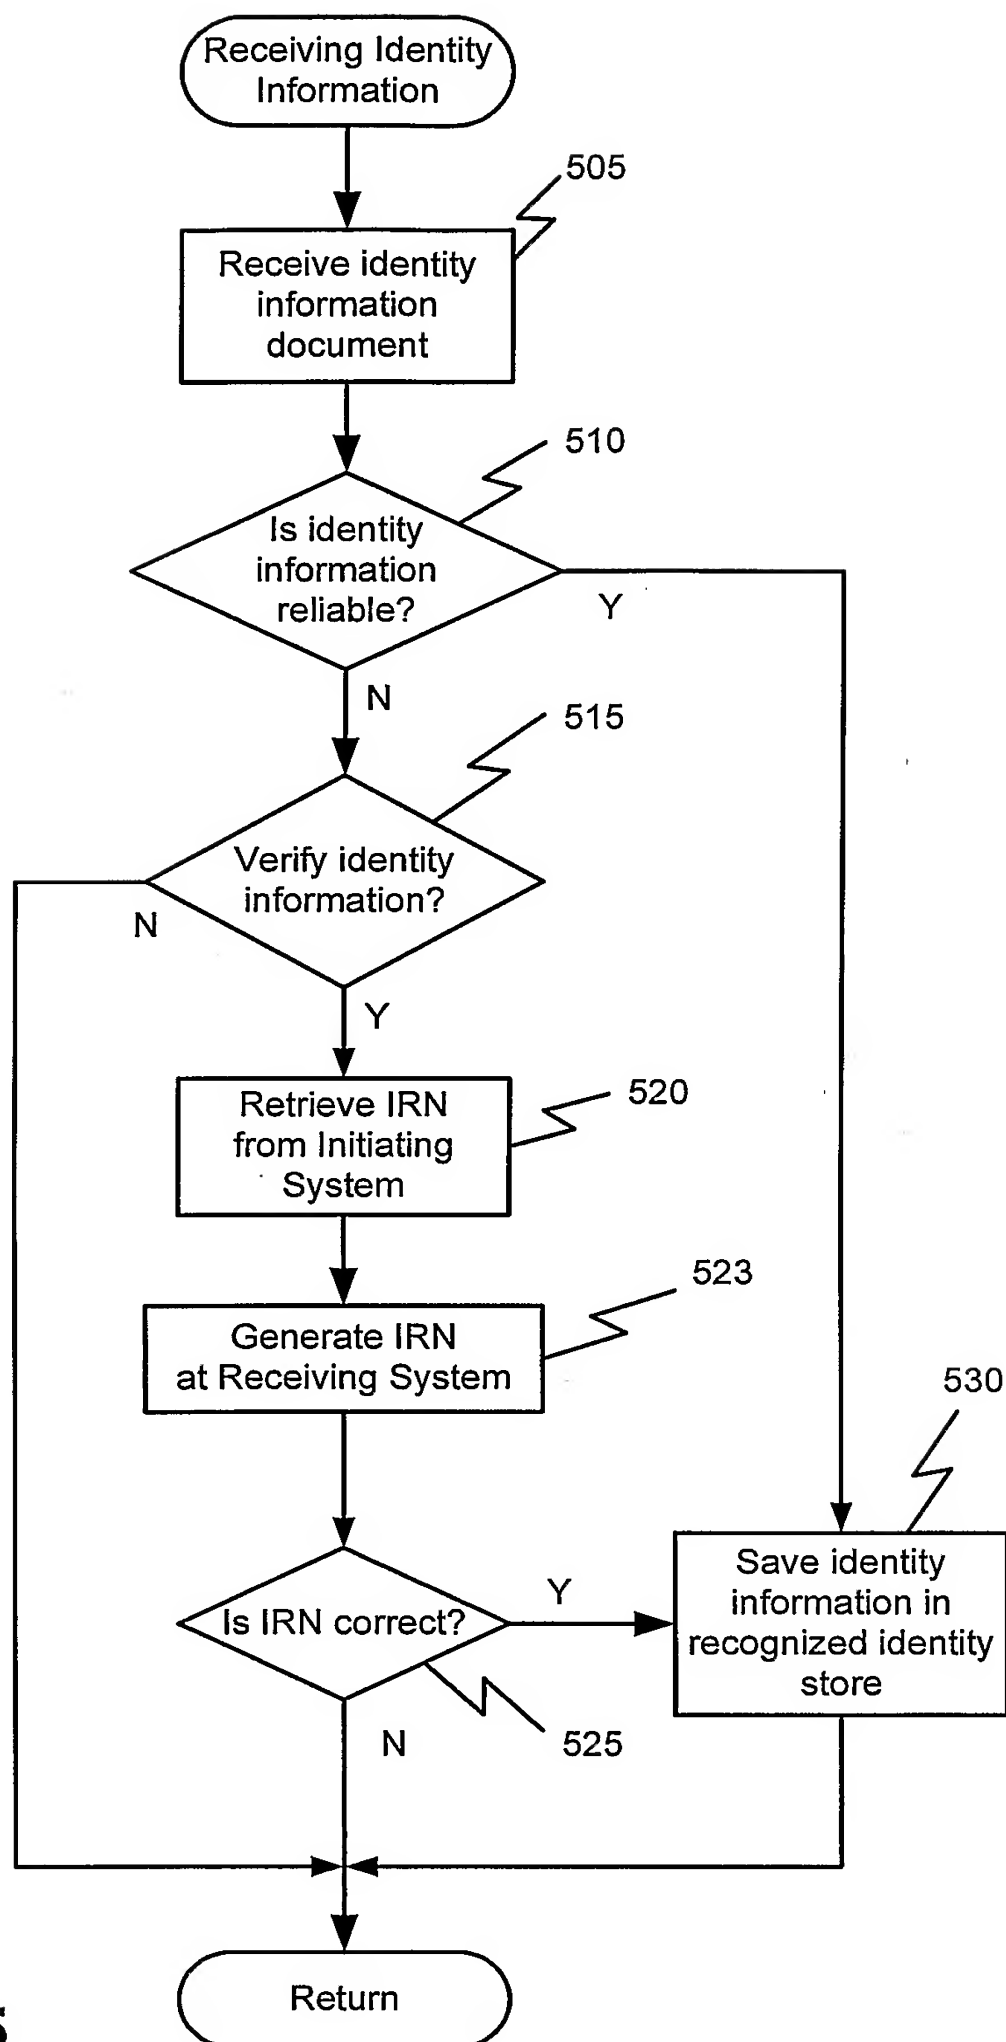 Receiving Identity
Information
505
Receive identity
information
document
510
Is identity
information
reliable?
Y
N
515
Verify identity
information?
N
Y
520
Retrieve IRN
from Initiating
System
523
Generate IRN
at Receiving System
530
Is IRN correct?
Y
Save identity
information in
recognized identity
store
N
525
Return